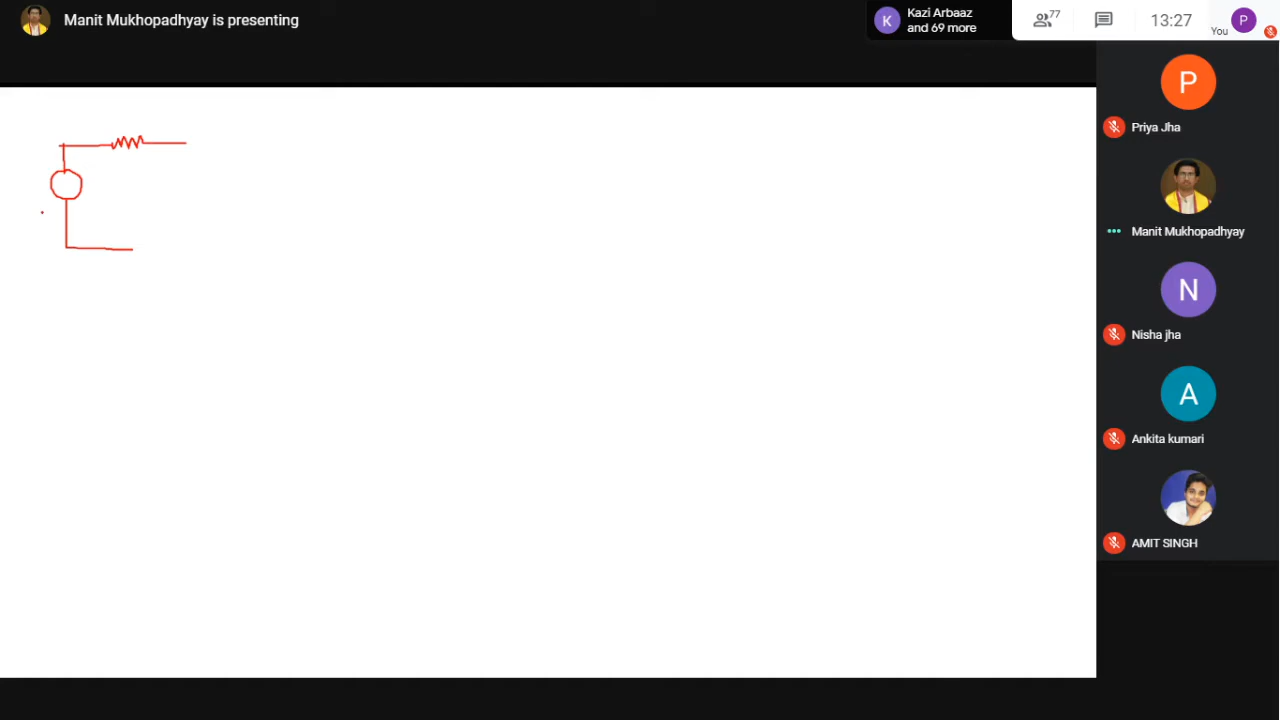 Manit Mukhopadhyay is presenting
K
Kazi Arbaaz
and 69 more
77
13:27
You
P
P
Priya Jha
Manit Mukhopadhyay
N
Nisha jha
A
Ankita kumari
AMIT SINGH